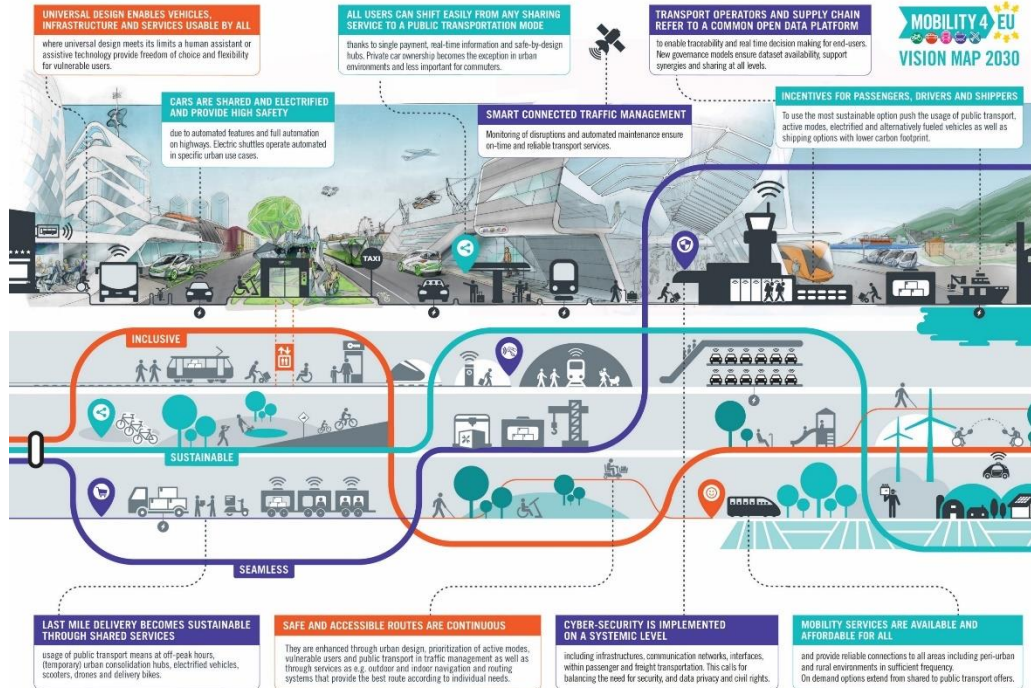 UNIVERSAL DESIGN ENABLES VEHICLES,
INFRASTRUCTURE AND SERVICES USABLE BY ALL
where universal design meets its limits a human assistant or
assistive technology provide freedom of choice and flexibility
for vulnerable users.
ALL USERS CAN SHIFT EASILY FROM ANY SHARING
SERVICE TO A PUBLIC TRANSPORTATION MODE
thanks to single payment, real-time information and safe-by-design
hubs. Private car ownership becomes the exception in urban
environments and less important for commuters.
TRANSPORT OPERATORS AND SUPPLY CHAIN
REFER TO A COMMON OPEN DATA PLATFORM
to enable traceability and real time decision making for end-users.
New governance models ensure dataset availability, support
synergies and sharing at all levels.
MOBILITY 4 EU
VISION MAP 2030
CARS ARE SHARED AND ELECTRIFIED
AND PROVIDE HIGH SAFETY
due to automated features and full automation
on highways. Electric shuttles operate automated
in specific urban use cases.
SMART CONNECTED TRAFFIC MANAGEMENT
Monitoring of disruptions and automated maintenance ensure
on-time and reliable transport services.
INCENTIVES FOR PASSENGERS, DRIVERS AND SHIPPERS
To use the most sustainable option push the usage of public transport,
active modes, electrified and alternatively fueled vehicles as well as
shipping options with lower carbon footprint.
TAXI
INCLUSIVE
SUSTAINABLE
SEAMLESS
LAST MILE DELIVERY BECOMES SUSTAINABLE
THROUGH SHARED SERVICES
usage of public transport means at off-peak hours,
(temporary) urban consolidation hubs, electrified vehicles,
scooters, drones and delivery bikes.
SAFE AND ACCESSIBLE ROUTES ARE CONTINUOUS
They are enhanced through urban design, prioritization of active modes,
vulnerable users and public transport in traffic management as well as
through services as e.g. outdoor and indoor navigation and routing
systems that provide the best route according to individual needs.
CYBER-SECURITY IS IMPLEMENTED
ON A SYSTEMIC LEVEL
including infrastructures, communication networks, interfaces,
within passenger and freight transportation. This calls for
balancing the need for security, and data privacy and civil rights.
MOBILITY SERVICES ARE AVAILABLE AND
AFFORDABLE FOR ALL
and provide reliable connections to all areas including peri-urban
and rural environments in sufficient frequency.
On demand options extend from shared to public transport offers.